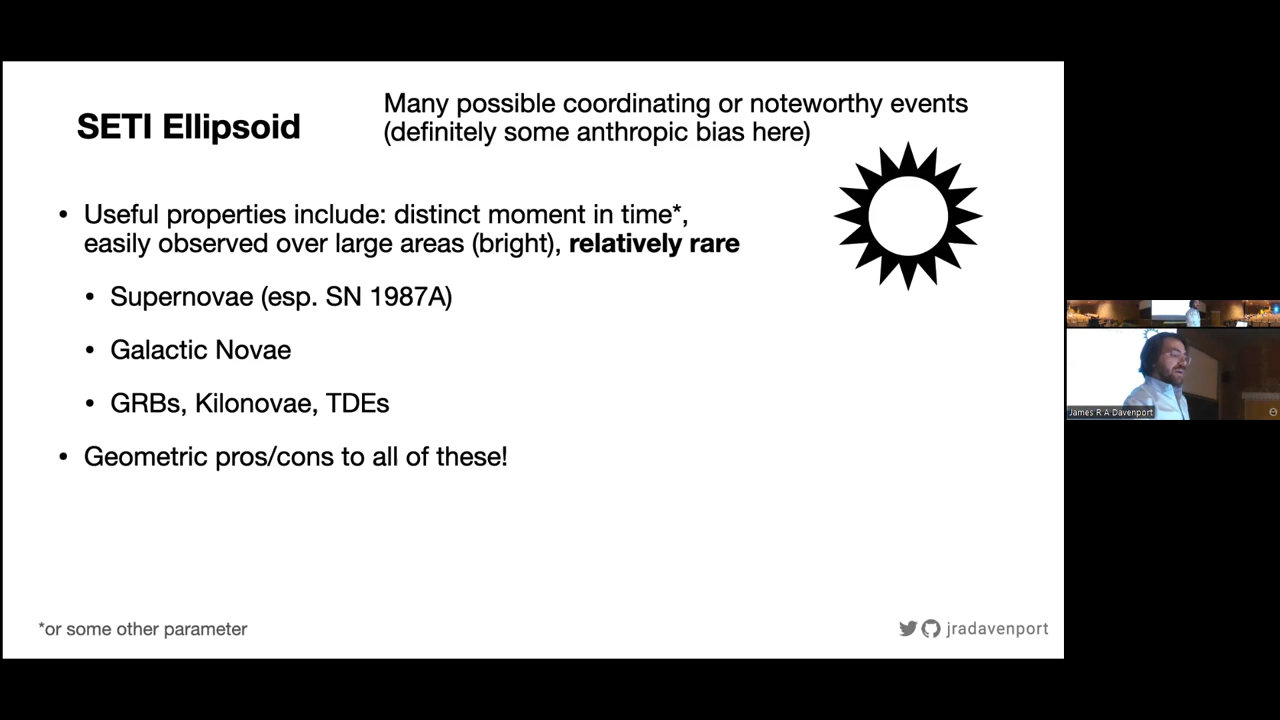 SETI Ellipsoid
Many possible coordinating or noteworthy events
(definitely some anthropic bias here)
• Useful properties include: distinct moment in time*,
easily observed over large areas (bright), relatively rare
• Supernovae (esp. SN 1987A)
• Galactic Novae
• GRBs, Kilonovae, TDEs
• Geometric pros/cons to all of these!
*or some other parameter
jradavenport
James R A Davenport